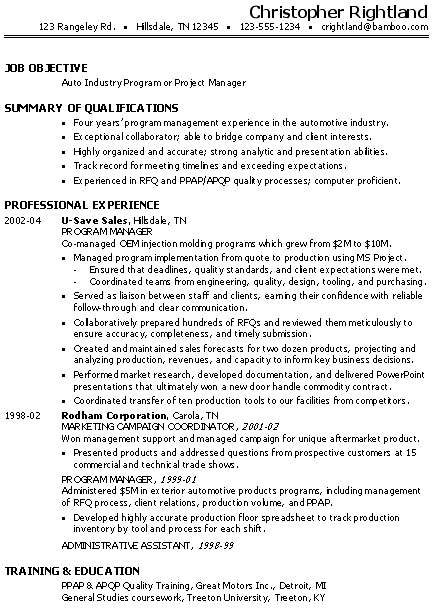 Christopher Rightland
123 Rangeley Rd. • Hillsdale, TN 12345 • 123-555-1234 • crightland@bamboo.com
JOB OBJECTIVE
Auto Industry Program or Project Manager
SUMMARY OF QUALIFICATIONS
• Four years' program management experience in the automotive industry.
• Exceptional collaborator; able to bridge company and client interests.
• Highly organized and accurate; strong analytic and presentation abilities.
• Track record for meeting timelines and exceeding expectations.
• Experienced in RFQ and PPAP/APQP quality processes; computer proficient.
PROFESSIONAL EXPERIENCE
2002-04 U-Save Sales, Hillsdale, TN
PROGRAM MANAGER
Co-managed OEM injection molding programs which grew from $2M to $10M.
• Managed program implementation from quote to production using MS Project.
- Ensured that deadlines, quality standards, and client expectations were met.
- Coordinated teams from engineering, quality, design, tooling, and purchasing.
• Served as liaison between staff and clients, earning their confidence with reliable
follow-through and clear communication.
• Collaboratively prepared hundreds of RFQs and reviewed them meticulously to
ensure accuracy, completeness, and timely submission.
• Created and maintained sales forecasts for two dozen products, projecting and
analyzing production, revenues, and capacity to inform key business decisions.
• Performed market research, developed documentation, and delivered PowerPoint
presentations that ultimately won a new door handle commodity contract.
• Coordinated transfer of ten production tools to our facilities from competitors.
1998-02 Rodham Corporation, Carola, TN
MARKETING CAMPAIGN COORDINATOR, 2001-02
Won management support and managed campaign for unique aftermarket product.
• Presented products and addressed questions from prospective customers at 15
commercial and technical trade shows.
PROGRAM MANAGER, 1999-01
Administered $5M in exterior automotive products programs, including management
of RFQ process, client relations, production volume, and PPAP.
• Developed highly accurate production floor spreadsheet to track production
inventory by tool and process for each shift.
ADMINISTRATIVE ASSISTANT, 1998-99
TRAINING & EDUCATION
PPAP & APQP Quality Training, Great Motors Inc., Detroit, MI
General Studies coursework, Treeton University, Treeton, KY